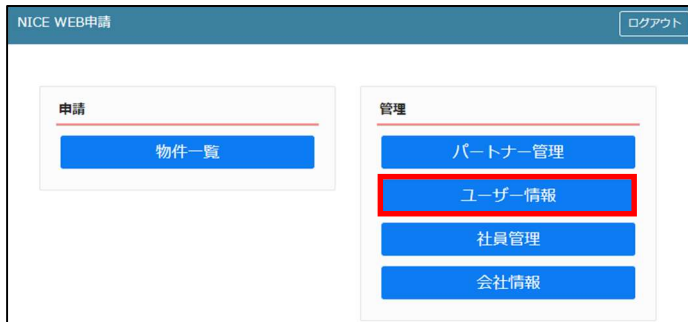 NICE WEB申請
ログアウト
申請
物件一覧
管理
パートナー管理
ユーザー情報
社員管理
会社情報